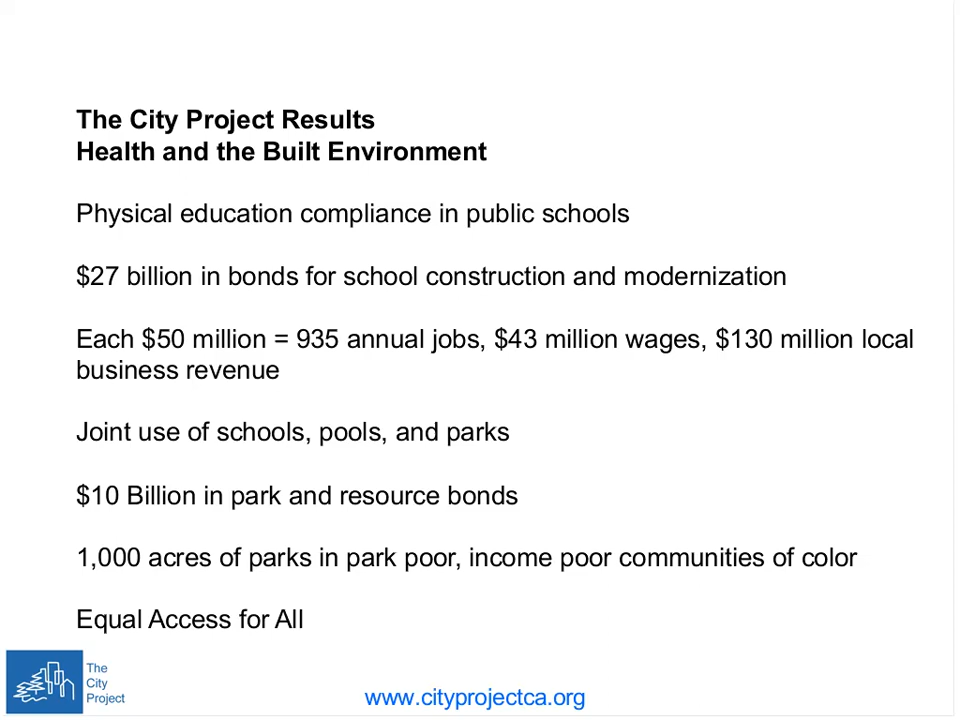 The City Project Results
Health and the Built Environment
Physical education compliance in public schools
$27 billion in bonds for school construction and modernization
Each $50 million = 935 annual jobs, $43 million wages, $130 million local
business revenue
Joint use of schools, pools, and parks
$10 Billion in park and resource bonds
1,000 acres of parks in park poor, income poor communities of color
Equal Access for All
The
City
Project
www.cityprojectca.org